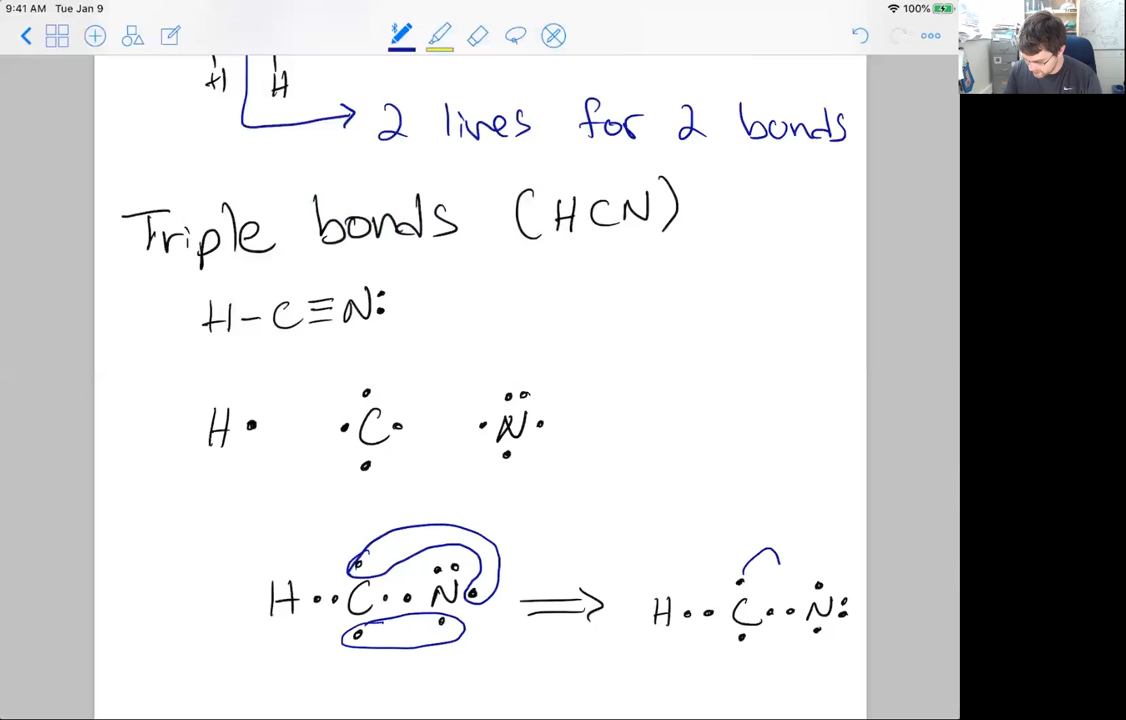 9:41 AM Tue Jan 9
100%
H H
2 lines for 2 bonds
Triple bonds (HCN)
H-C≡N:
H• •C• •N•
H••C••N• ⟹ H••C••N: